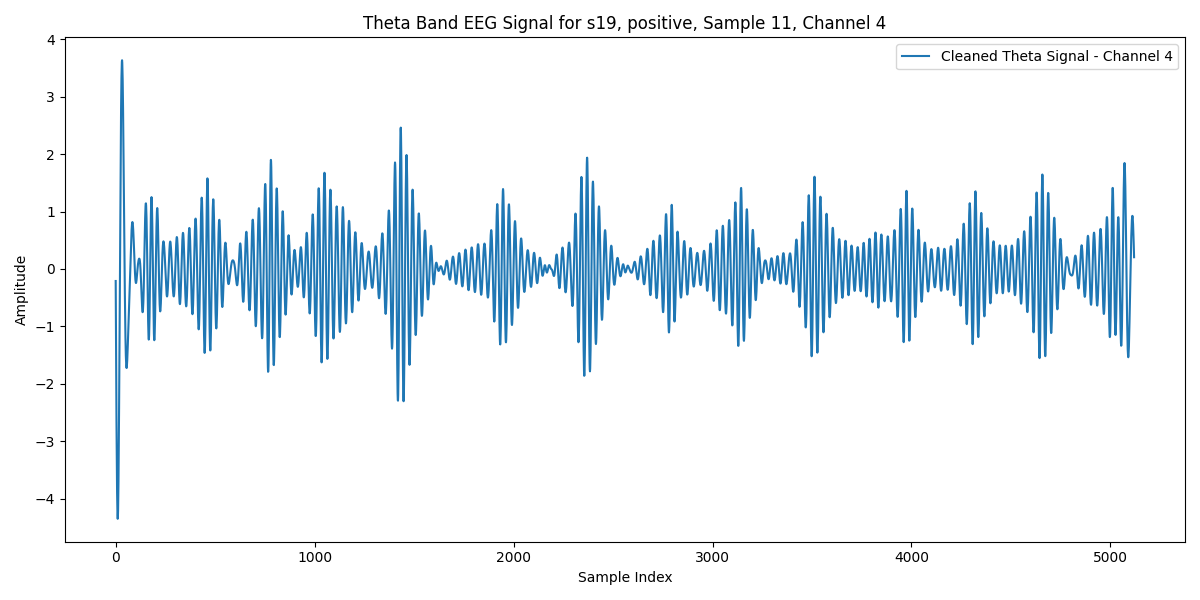 Theta Band EEG Signal for s19, positive, Sample 11, Channel 4
Cleaned Theta Signal - Channel 4
4
3
2
1
0
−1
−2
−3
−4
Amplitude
0 1000 2000 3000 4000 5000
Sample Index